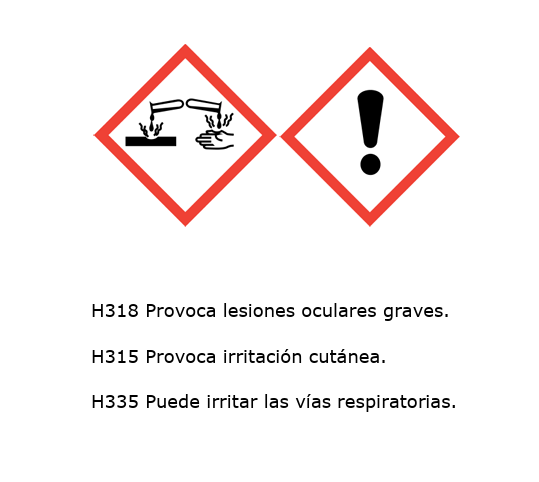 H318 Provoca lesiones oculares graves.
H315 Provoca irritación cutánea.
H335 Puede irritar las vías respiratorias.